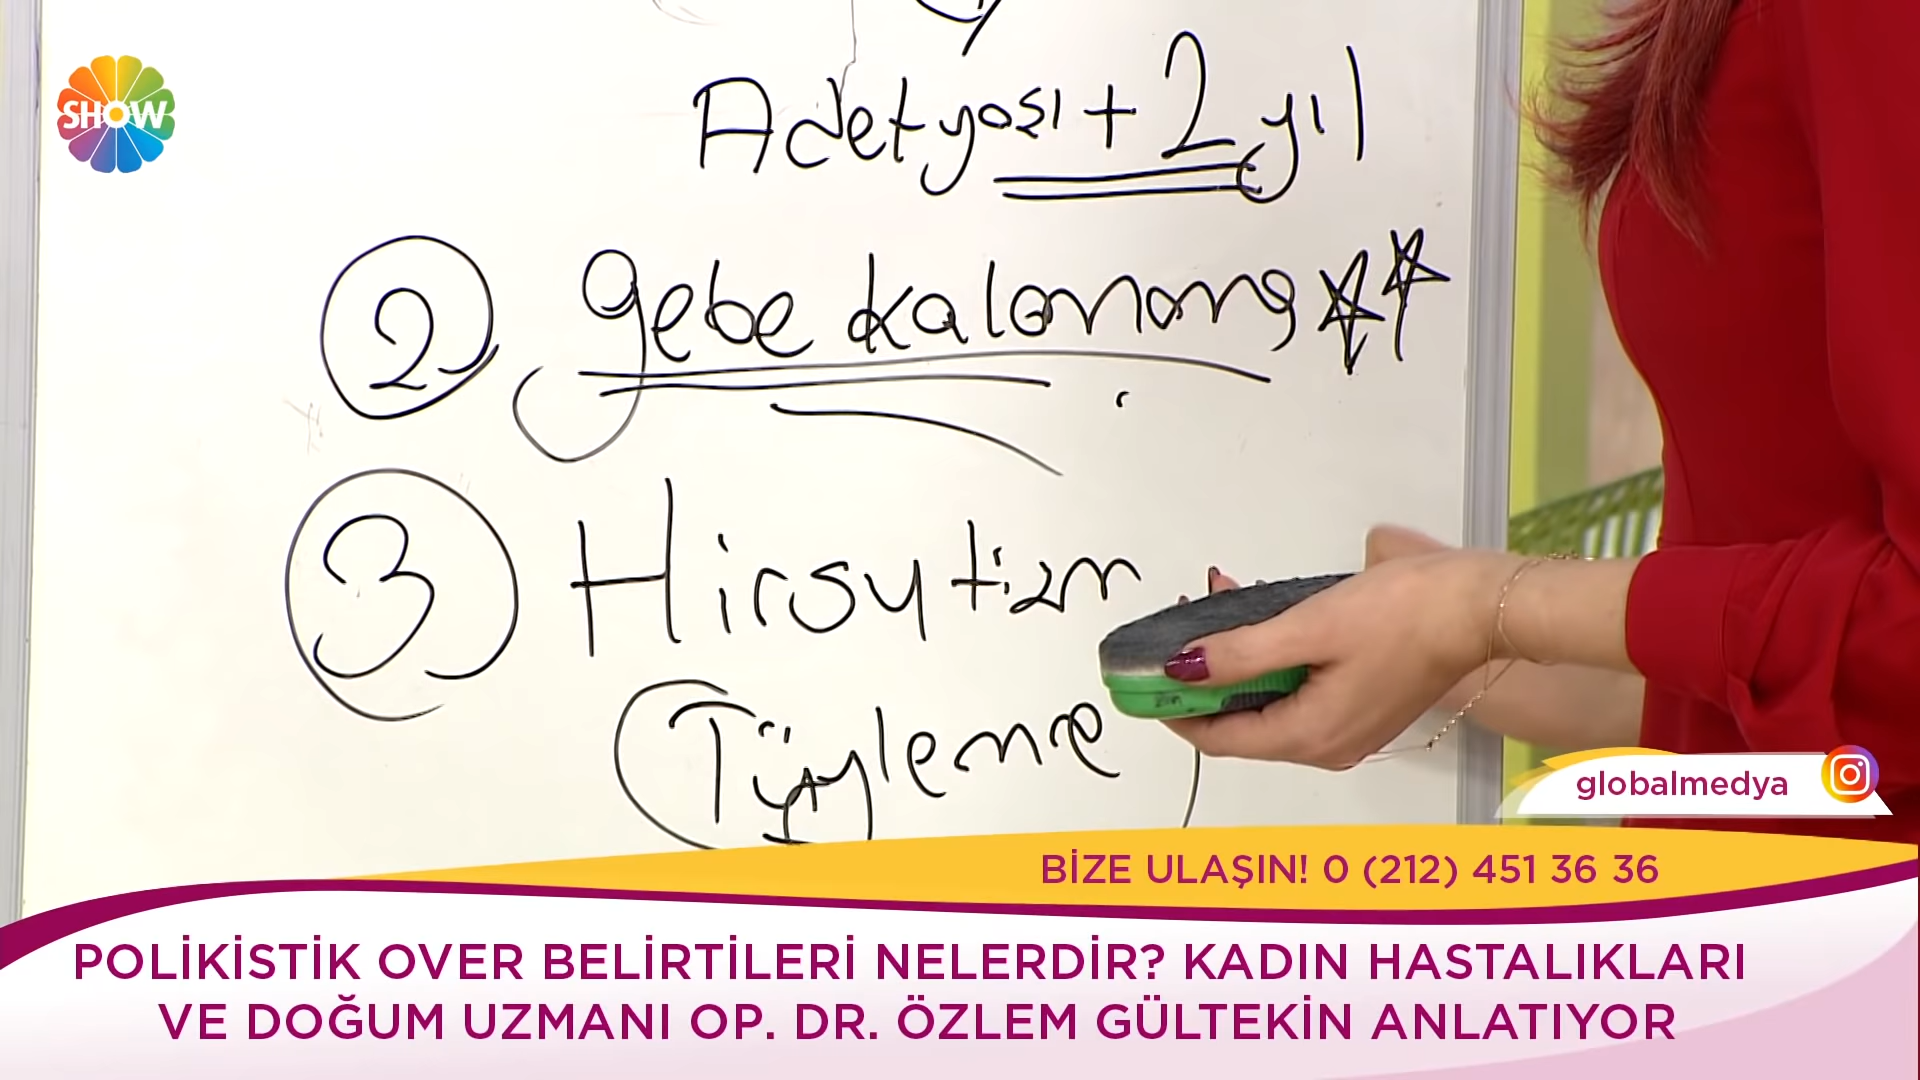 SHOW
Adet yaşı + 2 yıl
2 gebe kalamama
3 Hirsutizm
(Tüylenme)
globalmedya
BİZE ULAŞIN! 0 (212) 451 36 36
POLİKİSTİK OVER BELİRTİLERİ NELERDİR? KADIN HASTALIKLARI
VE DOĞUM UZMANI OP. DR. ÖZLEM GÜLTEKİN ANLATIYOR